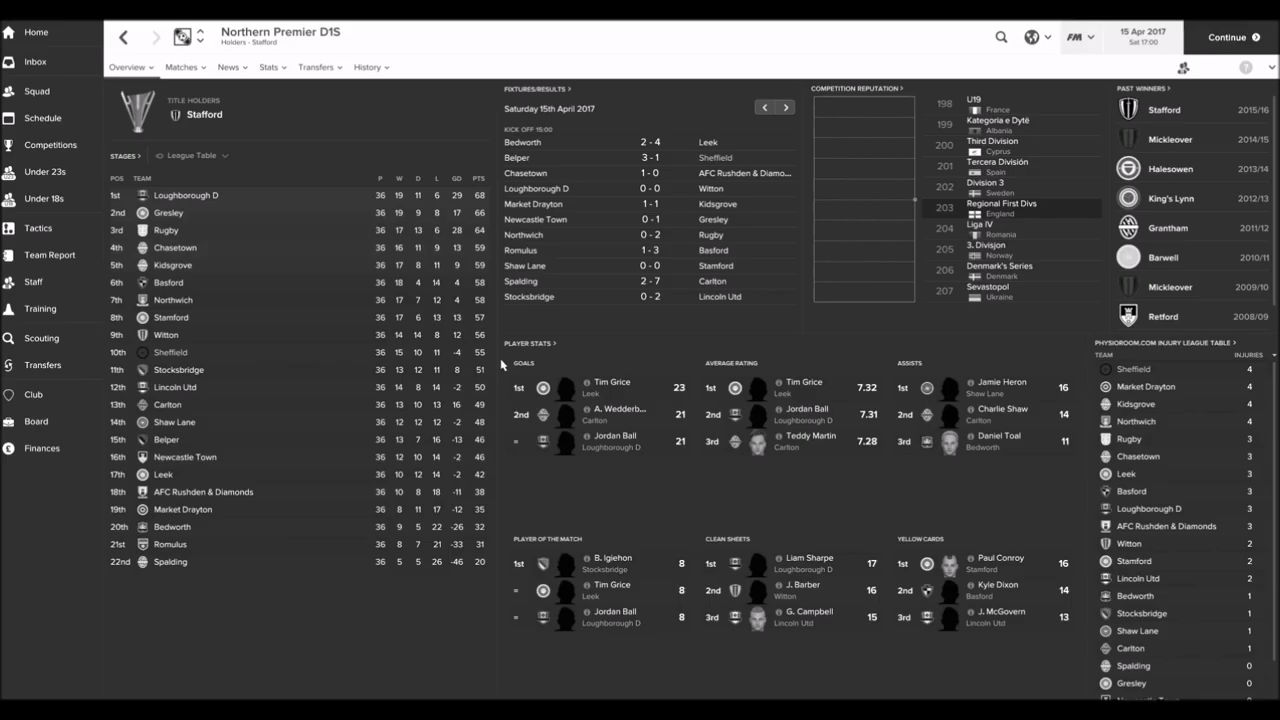 Home
Inbox
Squad
Schedule
Competitions
Under 23s
Under 18s
Tactics
Team Report
Staff
Training
Scouting
Transfers
Club
Board
Finances
Northern Premier D1S
Holders - Stafford
FM
15 Apr 2017
Sat 17:00
Continue
Overview Matches News Stats Transfers History
TITLE HOLDERS
Stafford
STAGES > League Table
POS TEAM P W D L GD PTS
1st Loughborough D 36 19 11 6 29 68
2nd Gresley 36 19 9 8 17 66
3rd Rugby 36 17 13 6 28 64
4th Chasetown 36 16 11 9 13 59
5th Kidsgrove 36 17 8 11 9 59
6th Basford 36 18 4 14 4 58
7th Northwich 36 17 7 12 4 58
8th Stamford 36 17 6 13 13 57
9th Witton 36 14 14 8 12 56
10th Sheffield 36 15 10 11 -4 55
11th Stocksbridge 36 13 12 11 8 51
12th Lincoln Utd 36 14 8 14 -2 50
13th Carlton 36 13 10 13 16 49
14th Shaw Lane 36 12 12 12 -2 48
15th Belper 36 13 7 16 -13 46
16th Newcastle Town 36 12 10 14 -2 46
17th Leek 36 10 12 14 -2 42
18th AFC Rushden & Diamonds 36 10 8 18 -11 38
19th Market Drayton 36 8 11 17 -12 35
20th Bedworth 36 9 5 22 -26 32
21st Romulus 36 8 7 21 -33 31
22nd Spalding 36 5 5 26 -46 20
FIXTURES/RESULTS >
Saturday 15th April 2017
KICK OFF 15:00
Bedworth 2 - 4 Leek
Belper 3 - 1 Sheffield
Chasetown 1 - 0 AFC Rushden & Diamo...
Loughborough D 0 - 0 Witton
Market Drayton 1 - 1 Kidsgrove
Newcastle Town 0 - 1 Gresley
Northwich 0 - 2 Rugby
Romulus 1 - 3 Basford
Shaw Lane 0 - 0 Stamford
Spalding 2 - 7 Carlton
Stocksbridge 0 - 2 Lincoln Utd
COMPETITION REPUTATION >
198 U19
France
199 Kategoria e Dytë
Albania
200 Third Division
Cyprus
201 Tercera División
Spain
202 Division 3
Sweden
203 Regional First Divs
England
204 Liga IV
Romania
205 3. Divisjon
Norway
206 Denmark's Series
Denmark
207 Sevastopol
Ukraine
PAST WINNERS >
Stafford 2015/16
Mickleover 2014/15
Halesowen 2013/14
King's Lynn 2012/13
Grantham 2011/12
Barwell 2010/11
Mickleover 2009/10
Retford 2008/09
PLAYER STATS >
GOALS
1st Tim Grice 23
Leek
2nd A. Wedderb... 21
Carlton
= Jordan Ball 21
Loughborough D
AVERAGE RATING
1st Tim Grice 7.32
Leek
2nd Jordan Ball 7.31
Loughborough D
3rd Teddy Martin 7.28
Carlton
ASSISTS
1st Jamie Heron 16
Shaw Lane
2nd Charlie Shaw 14
Carlton
3rd Daniel Toal 11
Bedworth
PLAYER OF THE MATCH
1st B. Igiehon 8
Stocksbridge
= Tim Grice 8
Leek
= Jordan Ball 8
Loughborough D
CLEAN SHEETS
1st Liam Sharpe 17
Loughborough D
2nd J. Barber 16
Witton
3rd G. Campbell 15
Lincoln Utd
YELLOW CARDS
1st Paul Conroy 16
Stamford
2nd Kyle Dixon 14
Basford
3rd J. McGovern 13
Lincoln Utd
PHYSIOROOM.COM INJURY LEAGUE TABLE >
TEAM INJURIES
Sheffield 4
Market Drayton 4
Kidsgrove 4
Northwich 4
Rugby 3
Chasetown 3
Leek 3
Basford 3
Loughborough D 3
AFC Rushden & Diamonds 3
Witton 2
Stamford 2
Lincoln Utd 2
Bedworth 1
Stocksbridge 1
Shaw Lane 1
Carlton 1
Spalding 0
Gresley 0